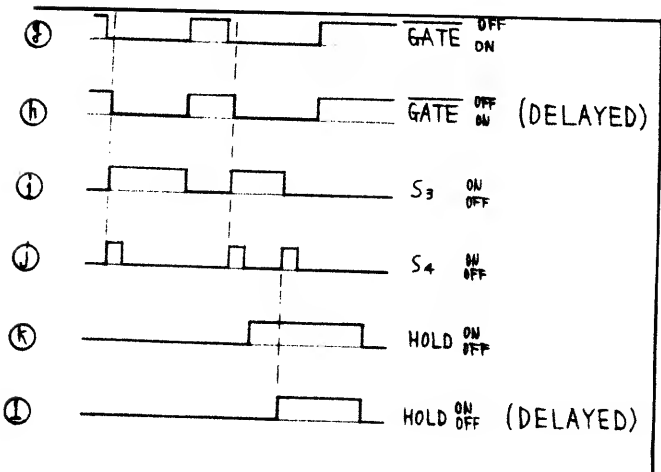 ⓖ GATE OFF
ON
ⓗ GATE OFF
ON (DELAYED)
ⓘ S3 ON
OFF
ⓙ S4 ON
OFF
ⓚ HOLD ON
OFF
ⓛ HOLD ON
OFF (DELAYED)